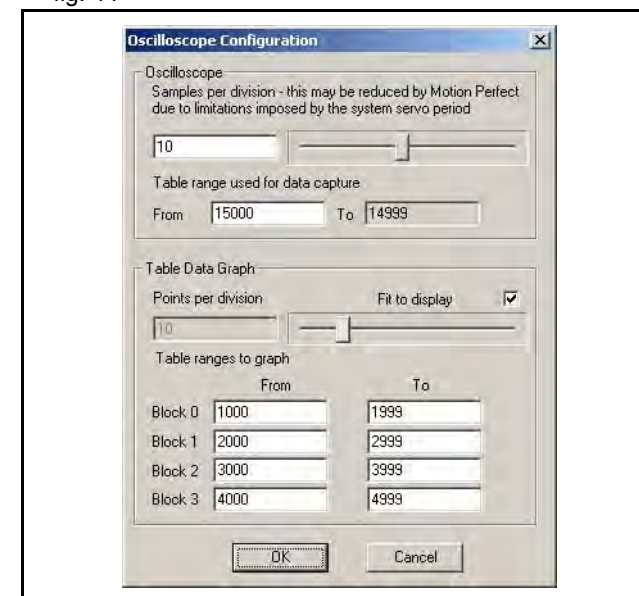 Oscilloscope Configuration
Oscilloscope
Samples per division - this may be reduced by Motion Perfect
due to limitations imposed by the system servo period
10
Table range used for data capture
From 15000 To 14999
Table Data Graph
Points per division Fit to display
10
Table ranges to graph
From To
Block 0 1000 1999
Block 1 2000 2999
Block 2 3000 3999
Block 3 4000 4999
OK Cancel